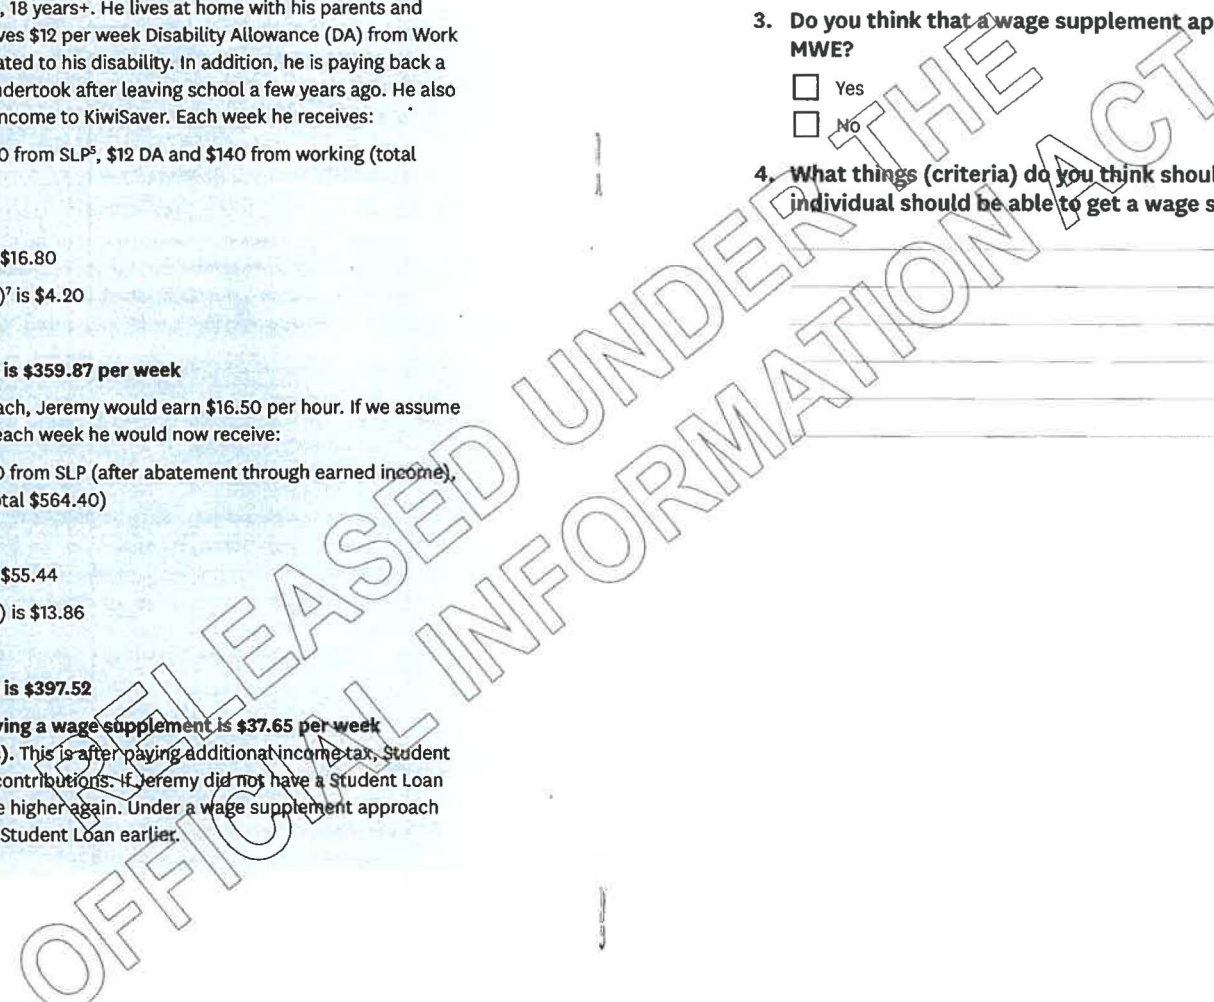 , 18 years+. He lives at home with his parents and
ves $12 per week Disability Allowance (DA) from Work
ated to his disability. In addition, he is paying back a
ndertook after leaving school a few years ago. He also
ncome to KiwiSaver. Each week he receives:
0 from SLP⁵, $12 DA and $140 from working (total
$16.80
)⁷ is $4.20
is $359.87 per week
ach, Jeremy would earn $16.50 per hour. If we assume
each week he would now receive:
0 from SLP (after abatement through earned income),
otal $564.40)
$55.44
) is $13.86
is $397.52
ving a wage supplement is $37.65 per week
s). This is after paying additional income tax, Student
contributions. If Jeremy did not have a Student Loan
e higher again. Under a wage supplement approach
Student Loan earlier.
3. Do you think that a wage supplement ap
MWE?
Yes
No
4. What things (criteria) do you think shoul
individual should be able to get a wage s
RELEASED UNDER THE
OFFICIAL INFORMATION ACT